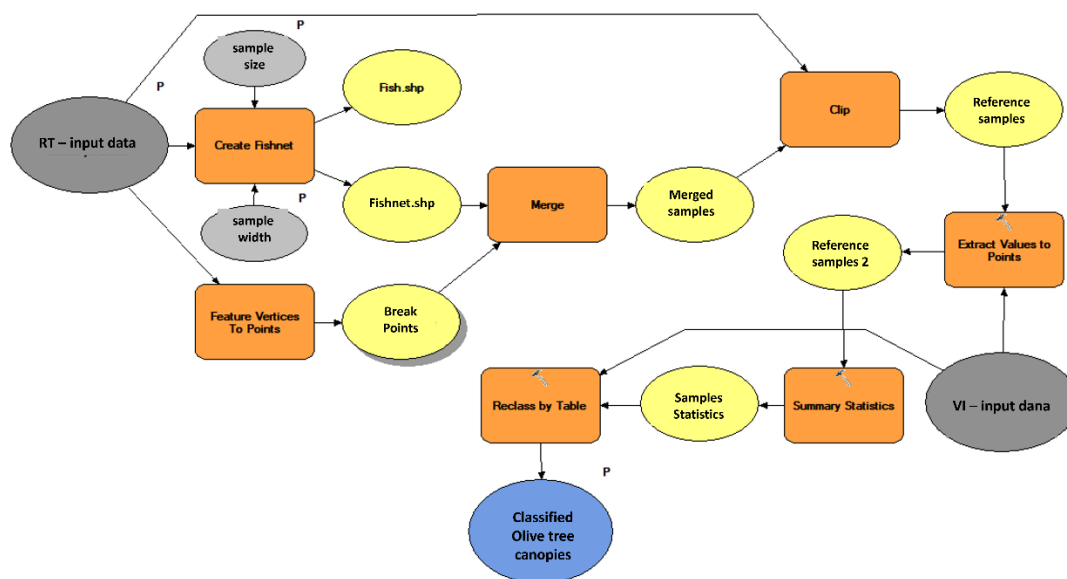 P
sample
size
P
RT – input data
Create Fishnet
Fish.shp
Clip
Reference
samples
Fishnet.shp
Merge
Merged
samples
P
sample
width
Reference
samples 2
Extract Values to
Points
Feature Vertices
To Points
Break
Points
Reclass by Table
Samples
Statistics
Summary Statistics
VI – input dana
P
Classified
Olive tree
canopies